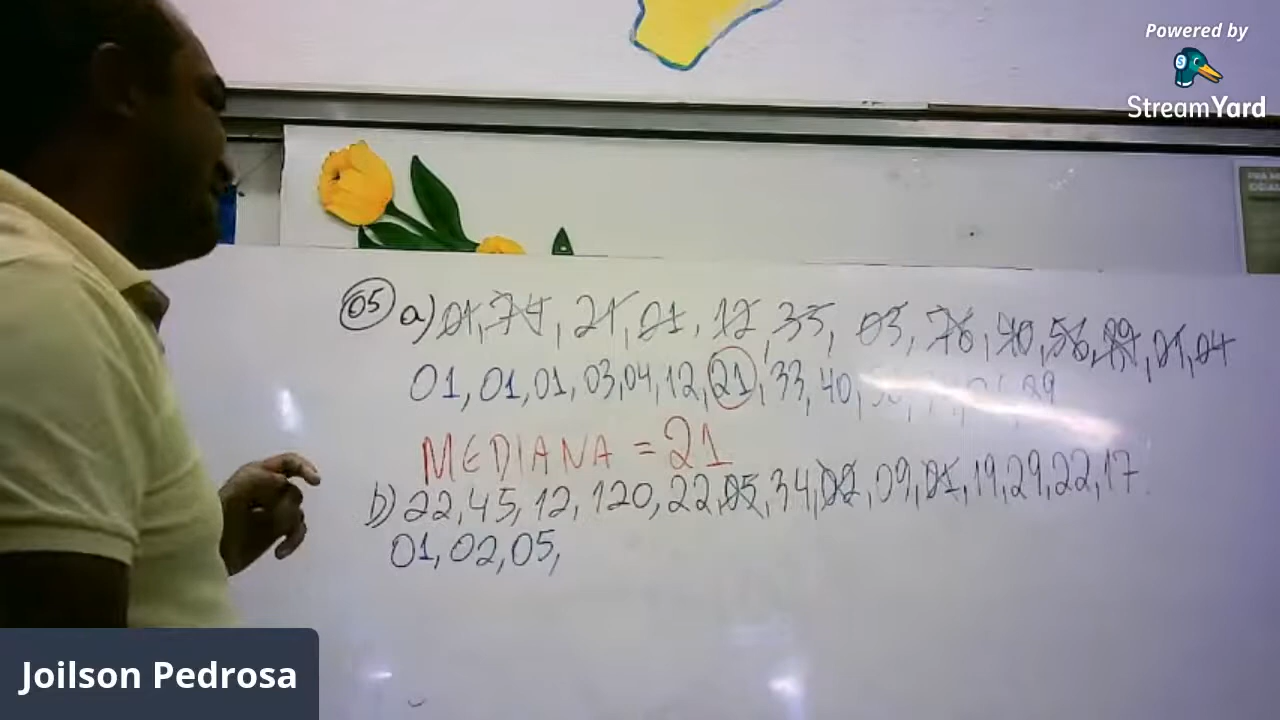 Powered by
StreamYard
05 a) 01, 74, 21, 01, 12, 33, 03, 76, 40, 56, 89, 01, 04
01, 01, 01, 03, 04, 12, 21, 33, 40, 89
MEDIANA = 21
b) 22, 45, 12, 120, 22, 05, 34, 02, 09, 01, 19, 29, 22, 17
01, 02, 05,
Joilson Pedrosa